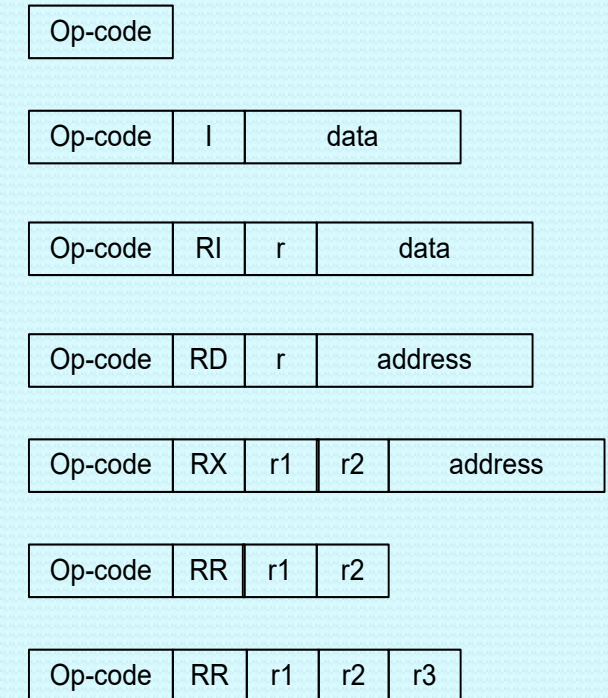 Op-code
Op-code I data
Op-code RI r data
Op-code RD r address
Op-code RX r1 r2 address
Op-code RR r1 r2
Op-code RR r1 r2 r3